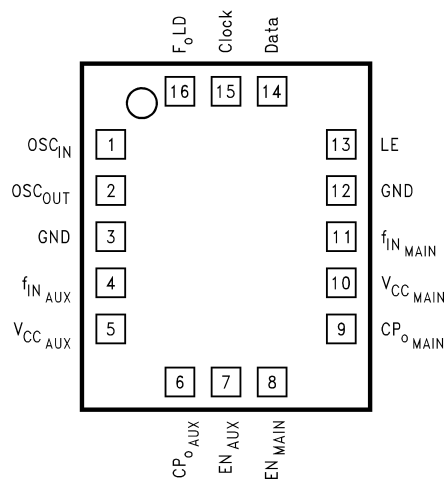 FoLD Clock Data
16 15 14
OSCIN 1 13 LE
OSCOUT 2 12 GND
GND 3 11 fIN MAIN
fIN AUX 4 10 VCC MAIN
VCC AUX 5 9 CPo MAIN
6 7 8
CPo AUX EN AUX EN MAIN